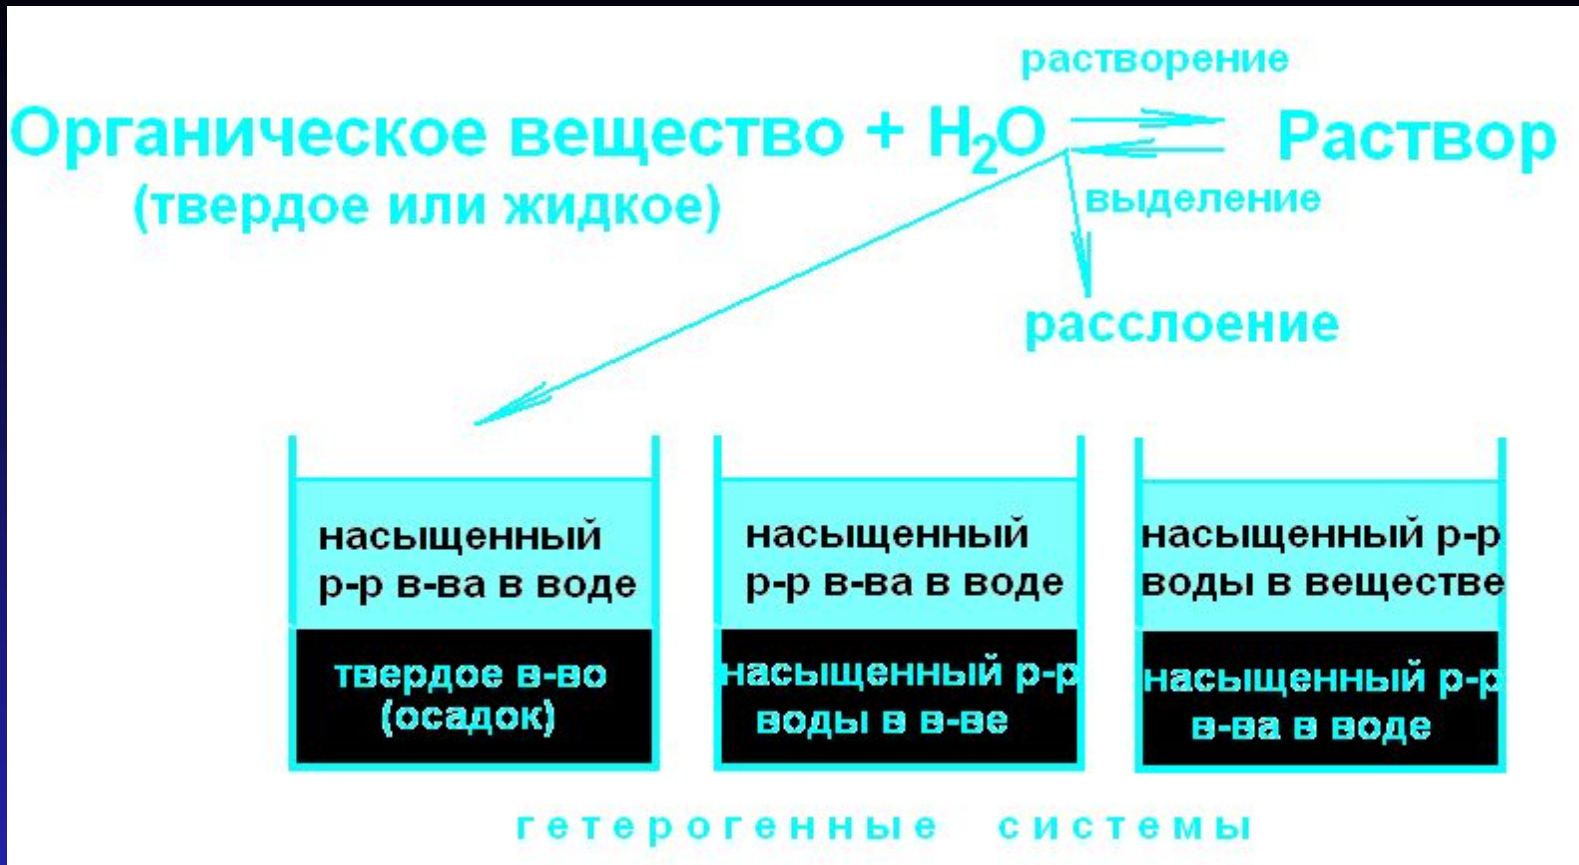 растворение
Органическое вещество + H₂O ⇌ Раствор
(твердое или жидкое)
выделение
расслоение
насыщенный
р-р в-ва в воде
твердое в-во
(осадок)
насыщенный
р-р в-ва в воде
насыщенный р-р
воды в в-ве
насыщенный р-р
воды в веществе
насыщенный р-р
в-ва в воде
гетерогенные системы